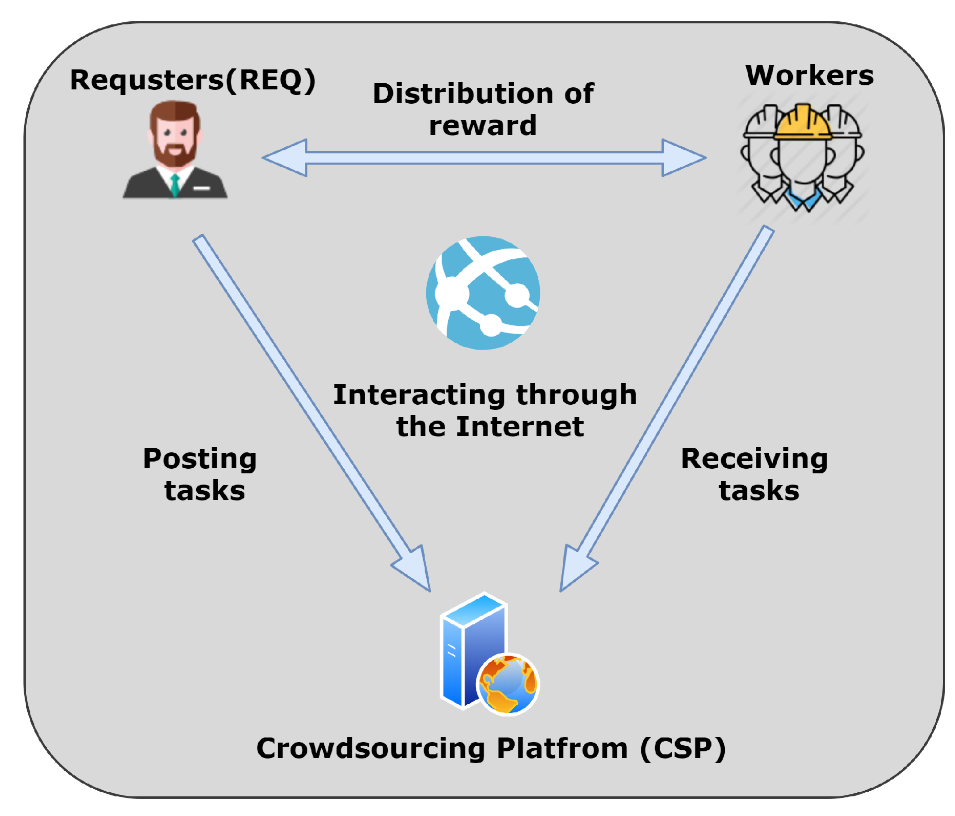 Requsters(REQ)
Workers
Distribution of
reward
Interacting through
the Internet
Posting
tasks
Receiving
tasks
Crowdsourcing Platfrom (CSP)